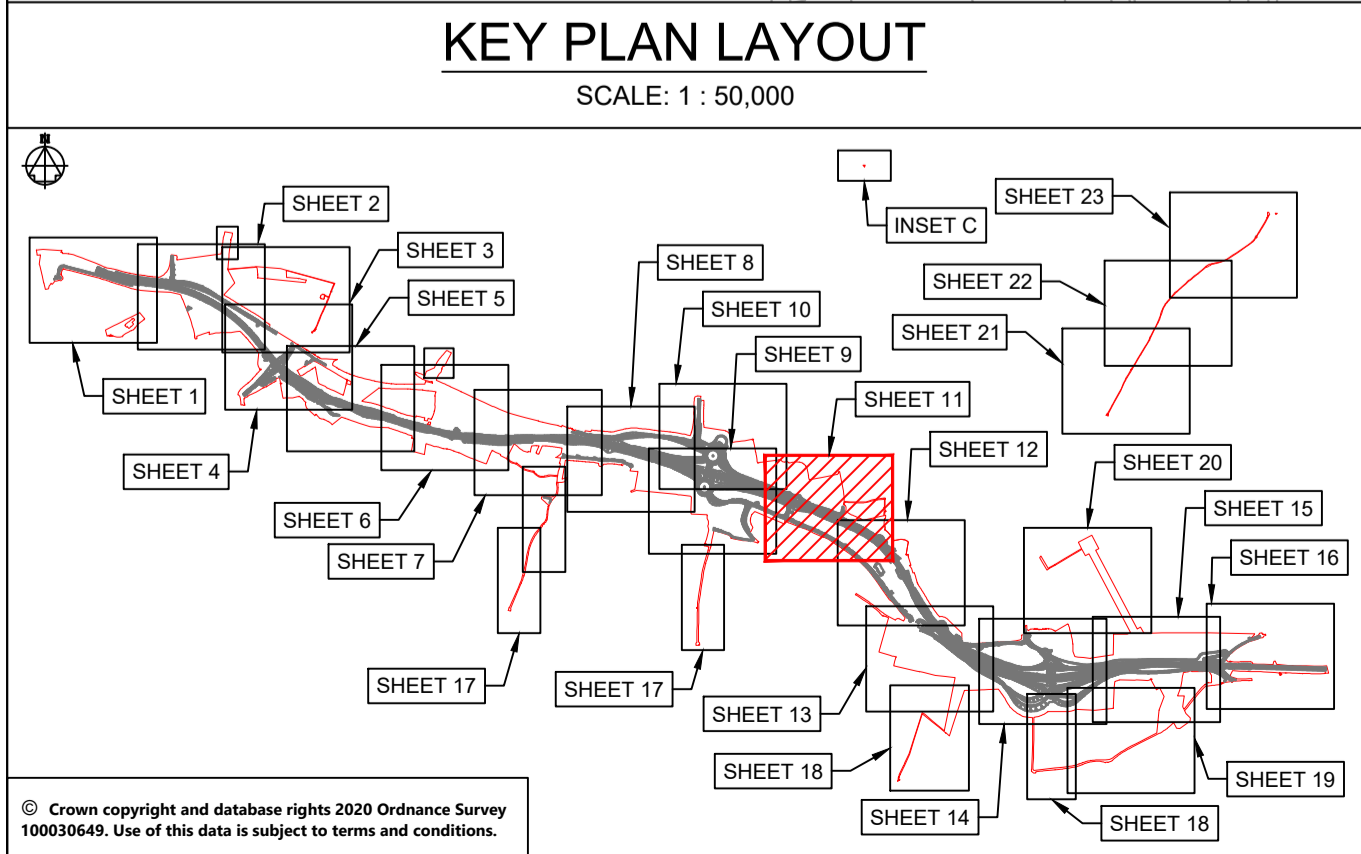 KEY PLAN LAYOUT
SCALE: 1 : 50,000
N
SHEET 2
SHEET 3
SHEET 5
SHEET 1
SHEET 4
SHEET 6
SHEET 7
SHEET 17
SHEET 8
SHEET 10
SHEET 9
SHEET 11
SHEET 12
SHEET 17
INSET C
SHEET 23
SHEET 22
SHEET 21
SHEET 20
SHEET 15
SHEET 16
SHEET 13
SHEET 18
SHEET 14
SHEET 18
SHEET 19
© Crown copyright and database rights 2020 Ordnance Survey
100030649. Use of this data is subject to terms and conditions.